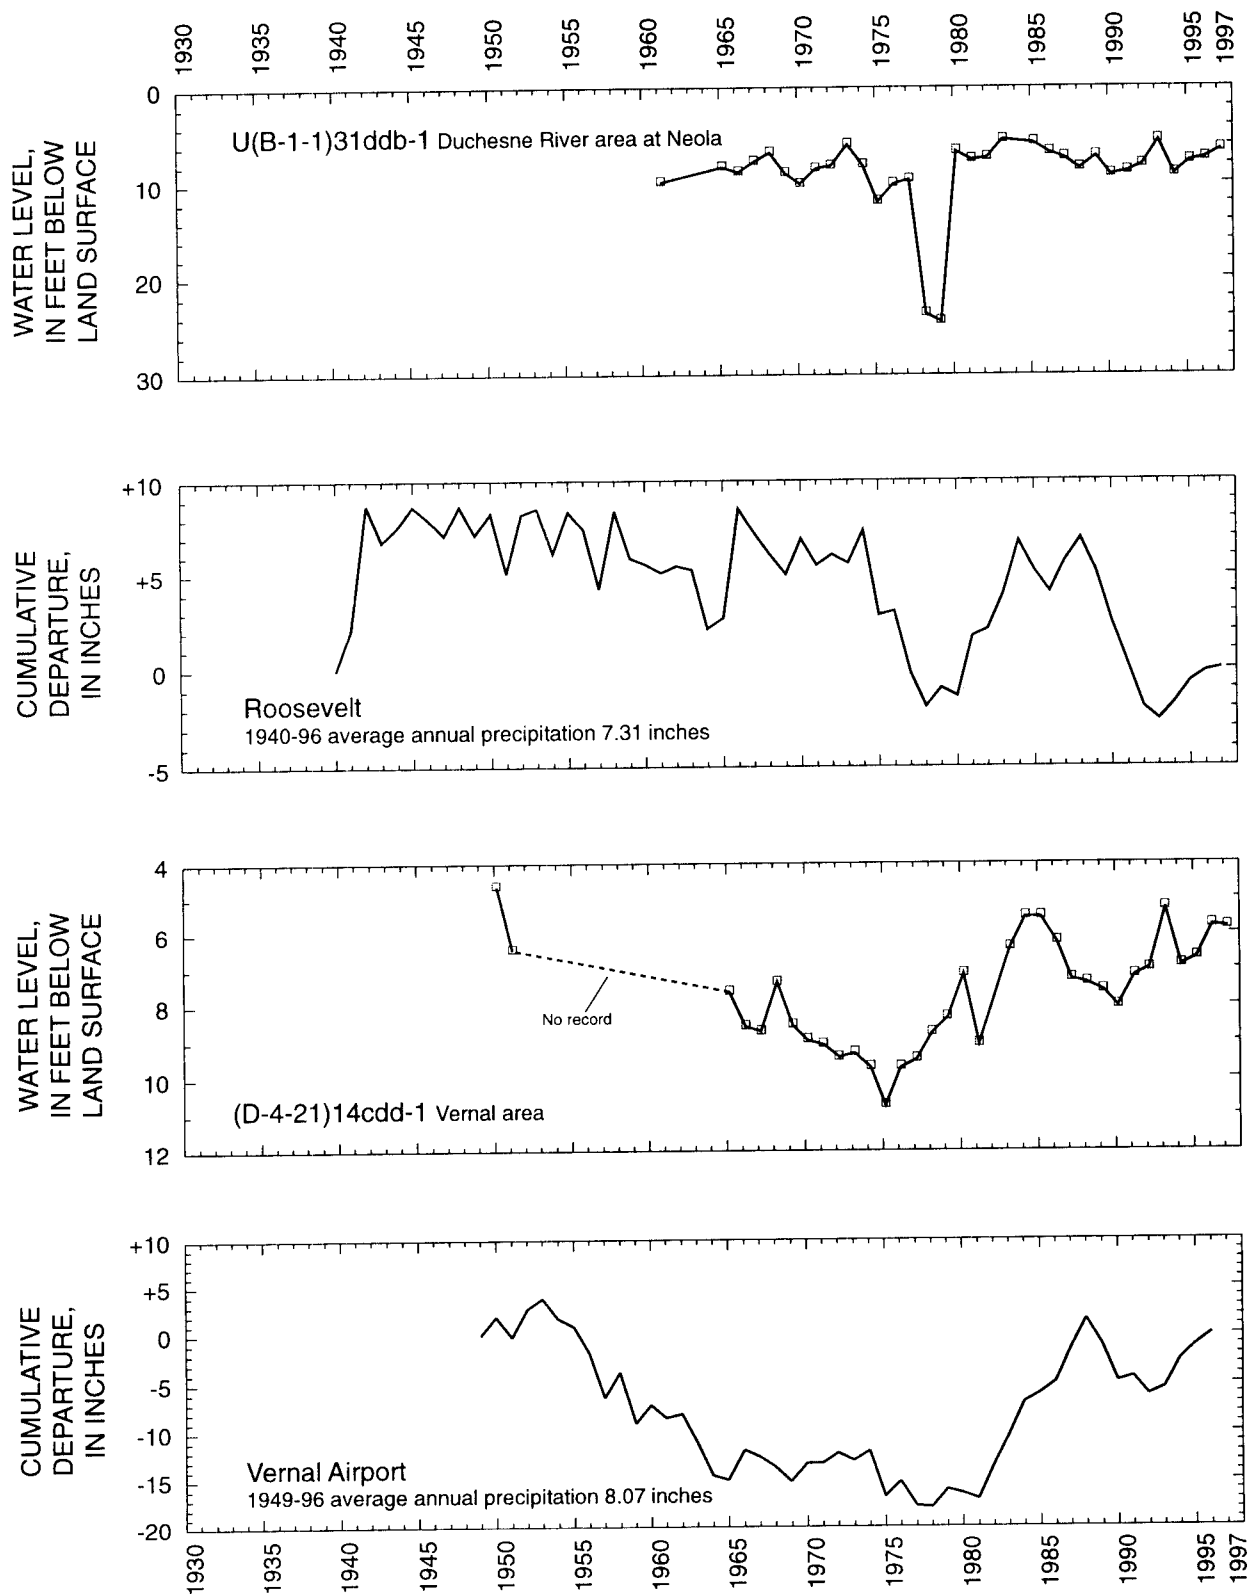 1930 1935 1940 1945 1950 1955 1960 1965 1970 1975 1980 1985 1990 1995 1997
WATER LEVEL,
IN FEET BELOW
LAND SURFACE
0
10
20
30
U(B-1-1)31ddb-1 Duchesne River area at Neola
CUMULATIVE
DEPARTURE,
IN INCHES
+10
+5
0
-5
Roosevelt
1940-96 average annual precipitation 7.31 inches
WATER LEVEL,
IN FEET BELOW
LAND SURFACE
4
6
8
10
12
No record
(D-4-21)14cdd-1 Vernal area
CUMULATIVE
DEPARTURE,
IN INCHES
+10
+5
0
-5
-10
-15
-20
Vernal Airport
1949-96 average annual precipitation 8.07 inches
1930 1935 1940 1945 1950 1955 1960 1965 1970 1975 1980 1985 1990 1995 1997